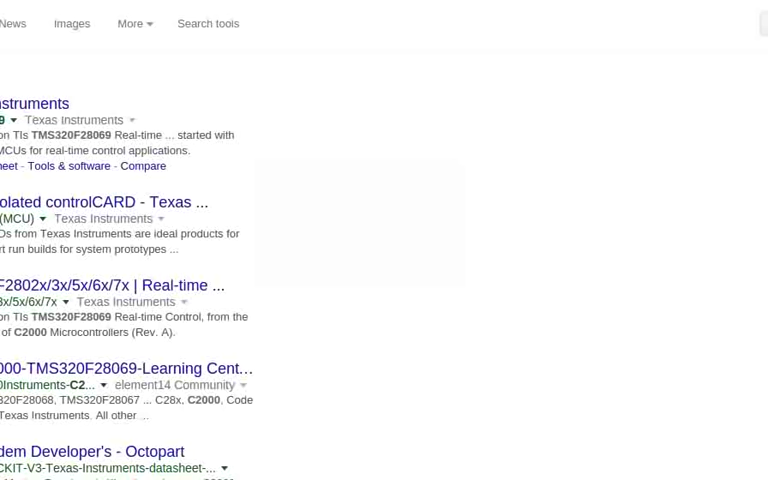 News Images More Search tools
nstruments
9 Texas Instruments
on TIs TMS320F28069 Real-time ... started with
MCUs for real-time control applications.
neet - Tools & software - Compare
olated controlCARD - Texas ...
(MCU) Texas Instruments
Ds from Texas Instruments are ideal products for
rt run builds for system prototypes ...
F2802x/3x/5x/6x/7x | Real-time ...
3x/5x/6x/7x Texas Instruments
on TIs TMS320F28069 Real-time Control, from the
of C2000 Microcontrollers (Rev. A).
000-TMS320F28069-Learning Cent...
0Instruments-C2... element14 Community
320F28068, TMS320F28067 ... C28x, C2000, Code
Texas Instruments. All other ...
dem Developer's - Octopart
CKIT-V3-Texas-Instruments-datasheet-...